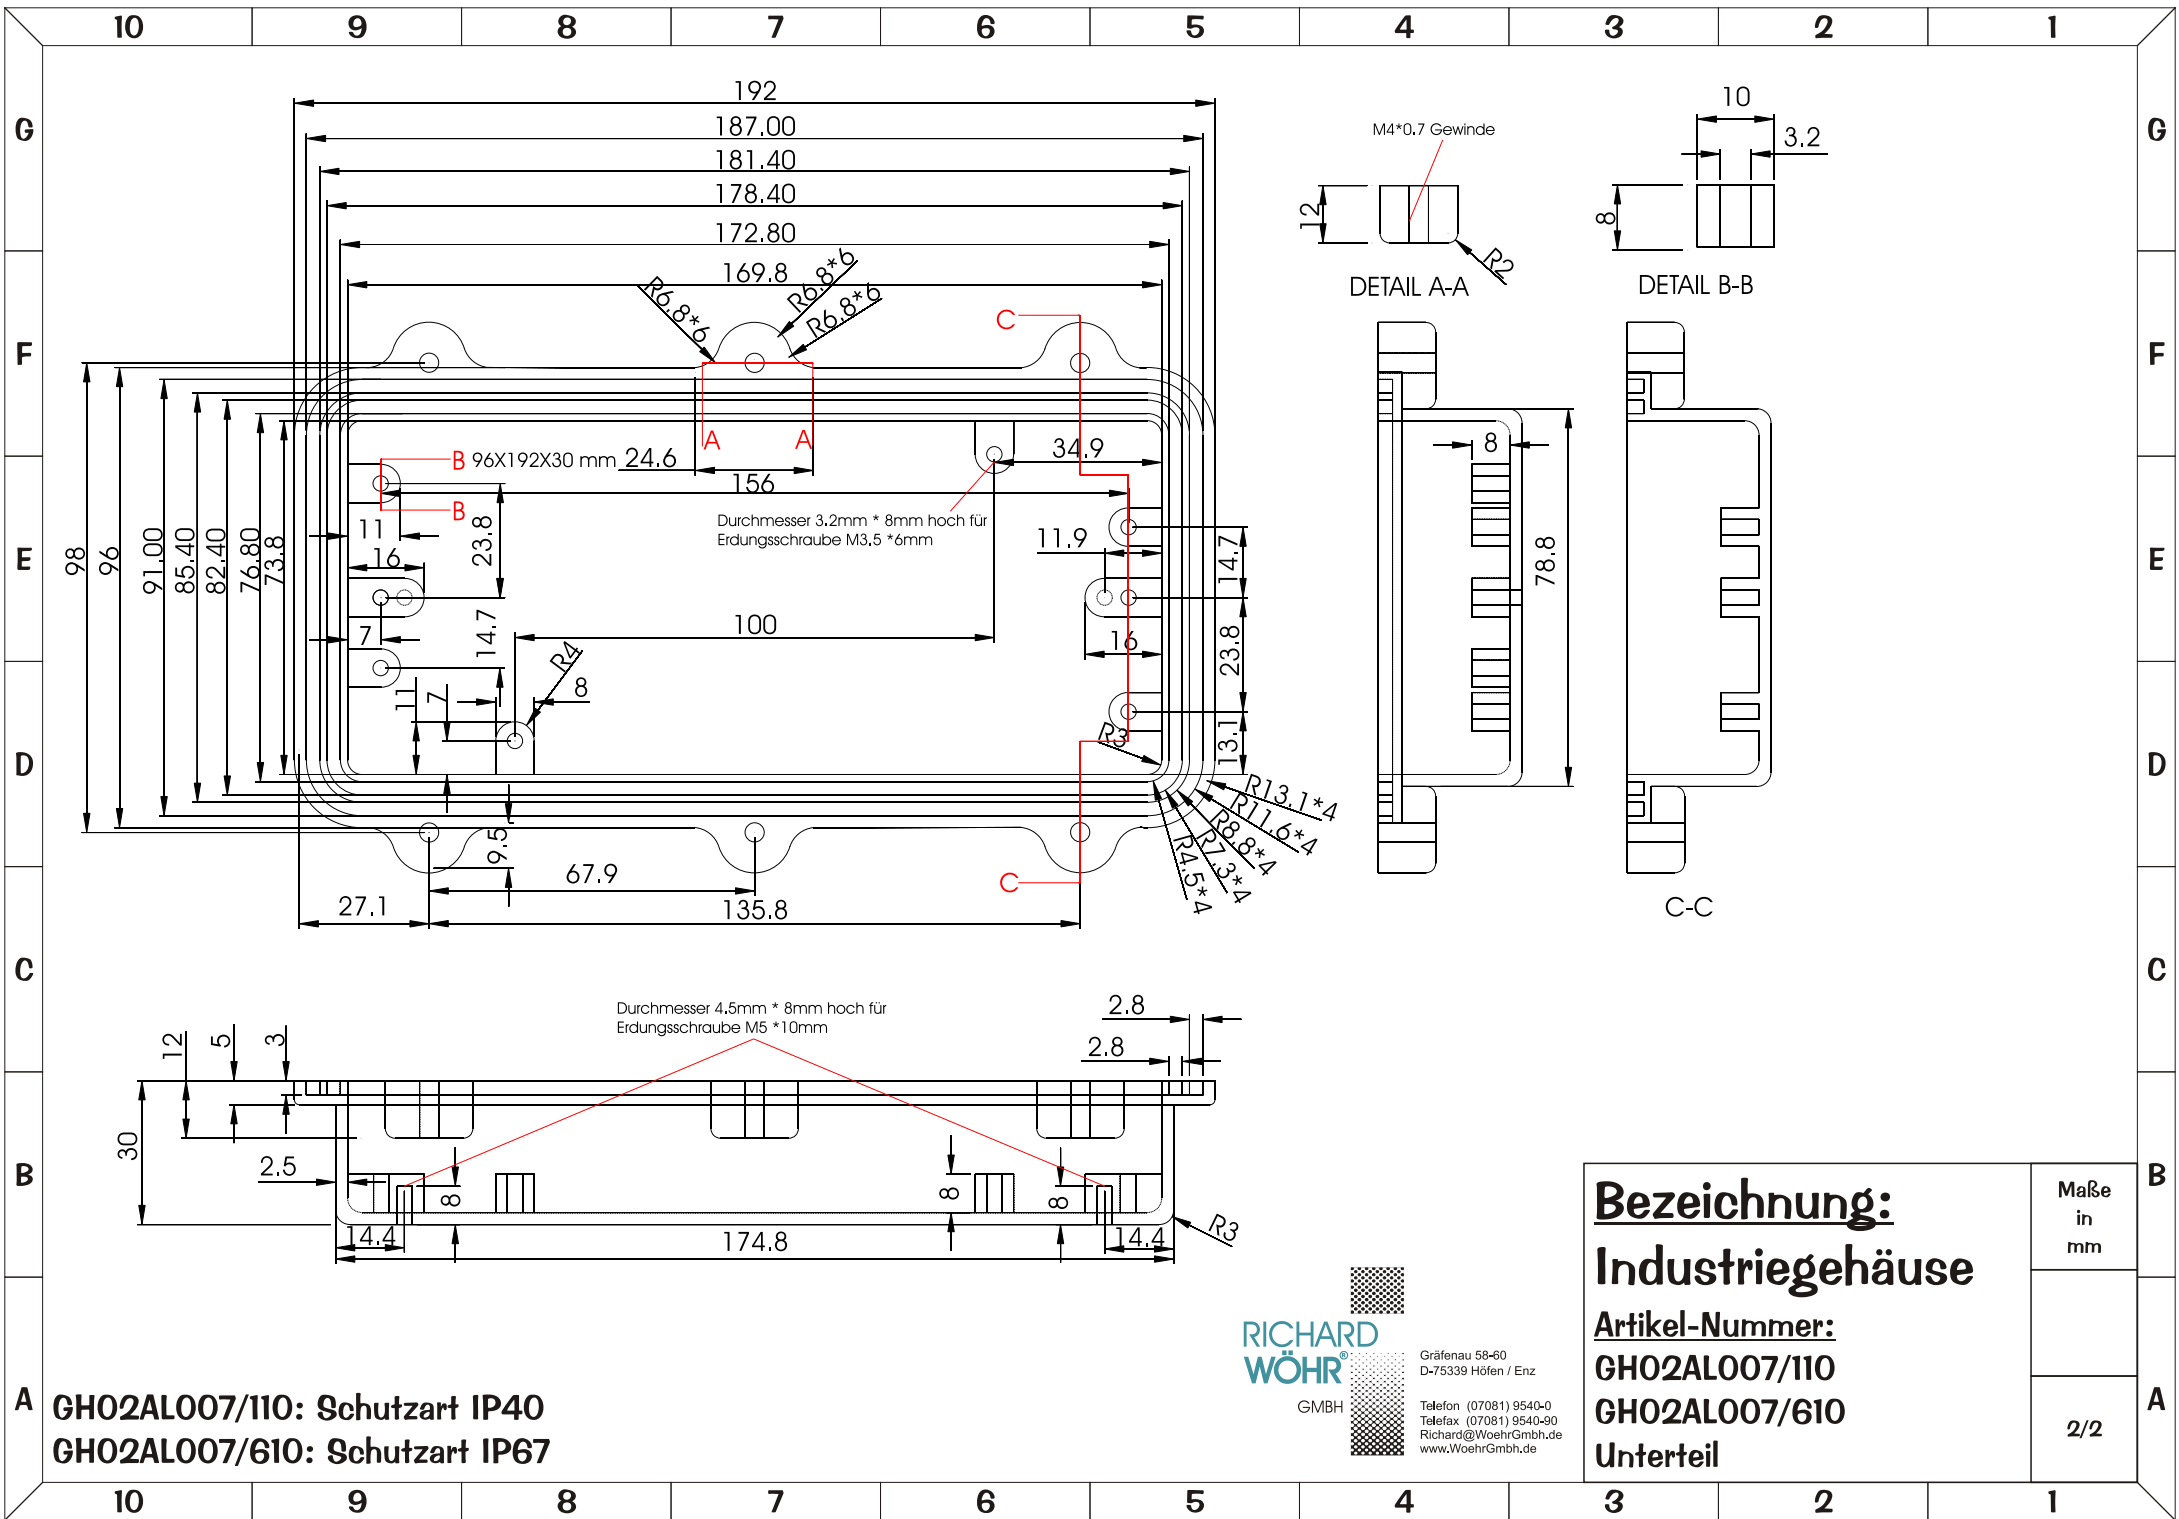 10 9 8 7 6 5 4 3 2 1
G
F
E
D
C
B
A
G
F
E
D
C
B
A
192
187.00
181.40
178.40
172.80
169.8
R6.8*6
R6.8*6
R6.8*6
C
A A
B 96X192X30 mm 24.6
B
34.9
156
Durchmesser 3.2mm * 8mm hoch für
Erdungsschraube M3.5 *6mm
98
96
91.00
85.40
82.40
76.80
73.8
11
16
23.8
7
14.7
100
R4
8
11
7
11.9
14.7
16
23.8
13.1
R3
R13.1*4
R11.6*4
R8.8*4
R7.3*4
R4.5*4
9.5
67.9
27.1
135.8
C
M4*0.7 Gewinde
12
R2
DETAIL A-A
10
3.2
8
DETAIL B-B
8
78.8
C-C
Durchmesser 4.5mm * 8mm hoch für
Erdungsschraube M5 *10mm
2.8
2.8
12
5
3
30
2.5
8
8
8
14.4
174.8
14.4
R3
RICHARD
WÖHR®
GMBH
Gräfenau 58-60
D-75339 Höfen / Enz
Telefon (07081) 9540-0
Telefax (07081) 9540-90
Richard@WoehrGmbh.de
www.WoehrGmbh.de
Bezeichnung:
Industriegehäuse
Artikel-Nummer:
GH02AL007/110
GH02AL007/610
Unterteil
Maße
in
mm
2/2
GH02AL007/110: Schutzart IP40
GH02AL007/610: Schutzart IP67
10 9 8 7 6 5 4 3 2 1